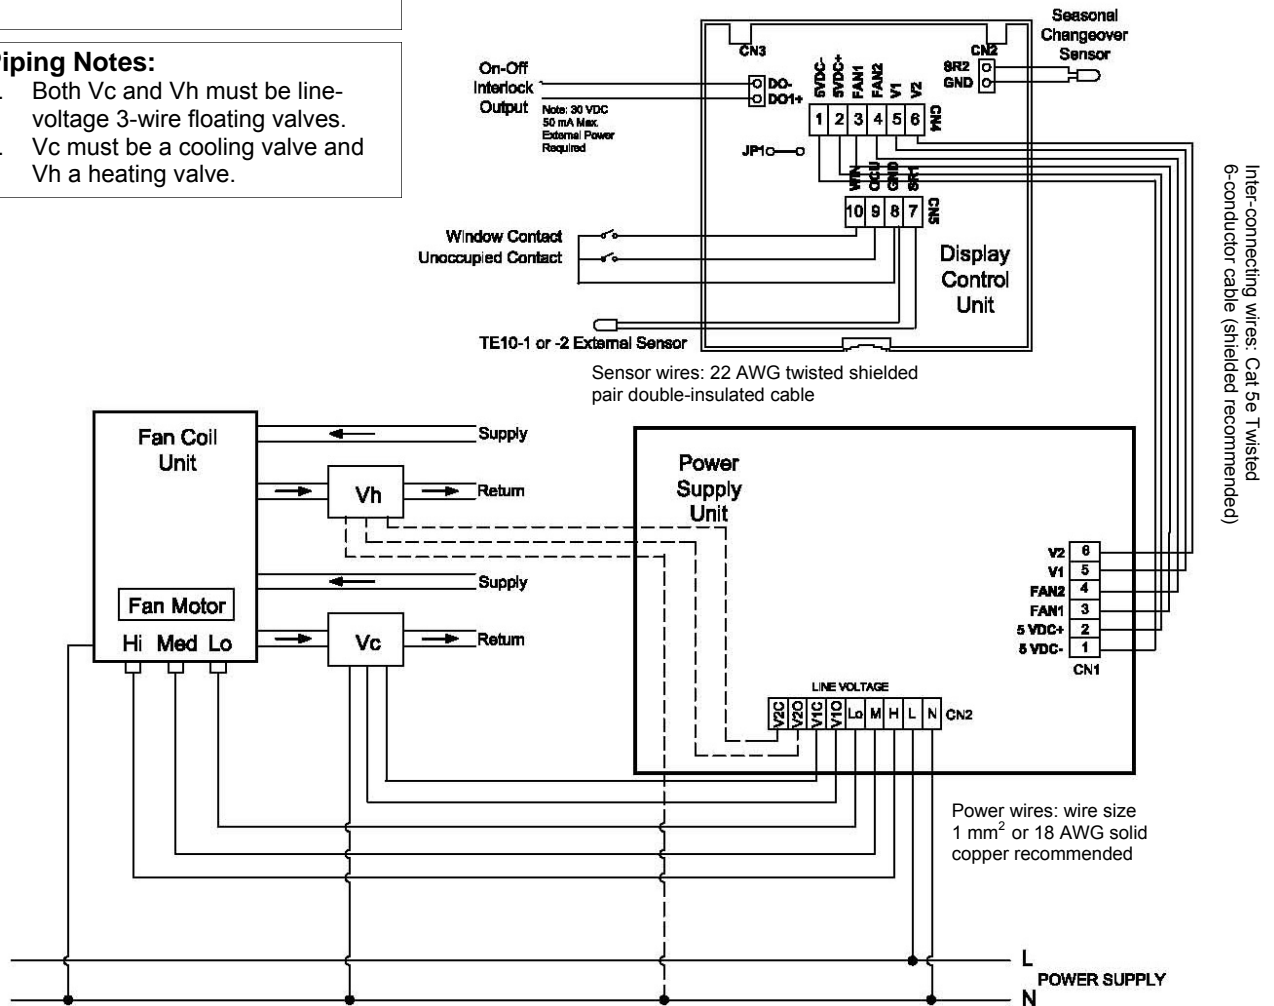 Piping Notes:
Both Vc and Vh must be line-
voltage 3-wire floating valves.
Vc must be a cooling valve and
Vh a heating valve.
Seasonal
Changeover
Sensor
On-Off
Interlock
Output
Note: 30 VDC
50 mA Max.
External Power
Required
CN3
DO-
DO1+
5VDC-
5VDC+
FAN1
FAN2
V1
V2
CN2
SR2
GND
1 2 3 4 5 6
CN4
JP1
WIN
OCU
GND
SR1
10 9 8 7
CN5
Window Contact
Unoccupied Contact
Display
Control
Unit
TE10-1 or -2 External Sensor
Sensor wires: 22 AWG twisted shielded
pair double-insulated cable
Inter-connecting wires: Cat 5e Twisted
6-conductor cable (shielded recommended)
Fan Coil
Unit
Supply
Vh
Return
Supply
Fan Motor
Hi Med Lo
Vc
Return
Power
Supply
Unit
V2 6
V1 5
FAN2 4
FAN1 3
5 VDC+ 2
5 VDC- 1
CN1
LINE VOLTAGE
V2C V2O V1C V1O Lo M H L N CN2
Power wires: wire size
1 mm² or 18 AWG solid
copper recommended
L
POWER SUPPLY
N